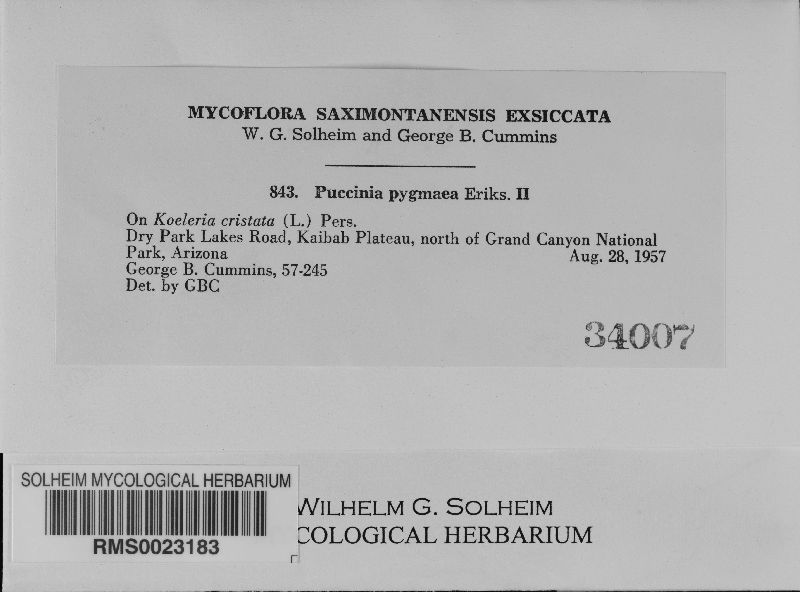 MYCOFLORA SAXIMONTANENSIS EXSICCATA
W. G. Solheim and George B. Cummins
843. Puccinia pygmaea Eriks. II
On Koeleria cristata (L.) Pers.
Dry Park Lakes Road, Kaibab Plateau, north of Grand Canyon National
Park, Arizona Aug. 28, 1957
George B. Cummins, 57-245
Det. by GBC
34007
SOLHEIM MYCOLOGICAL HERBARIUM
RMS0023183
WILHELM G. SOLHEIM
COLOGICAL HERBARIUM